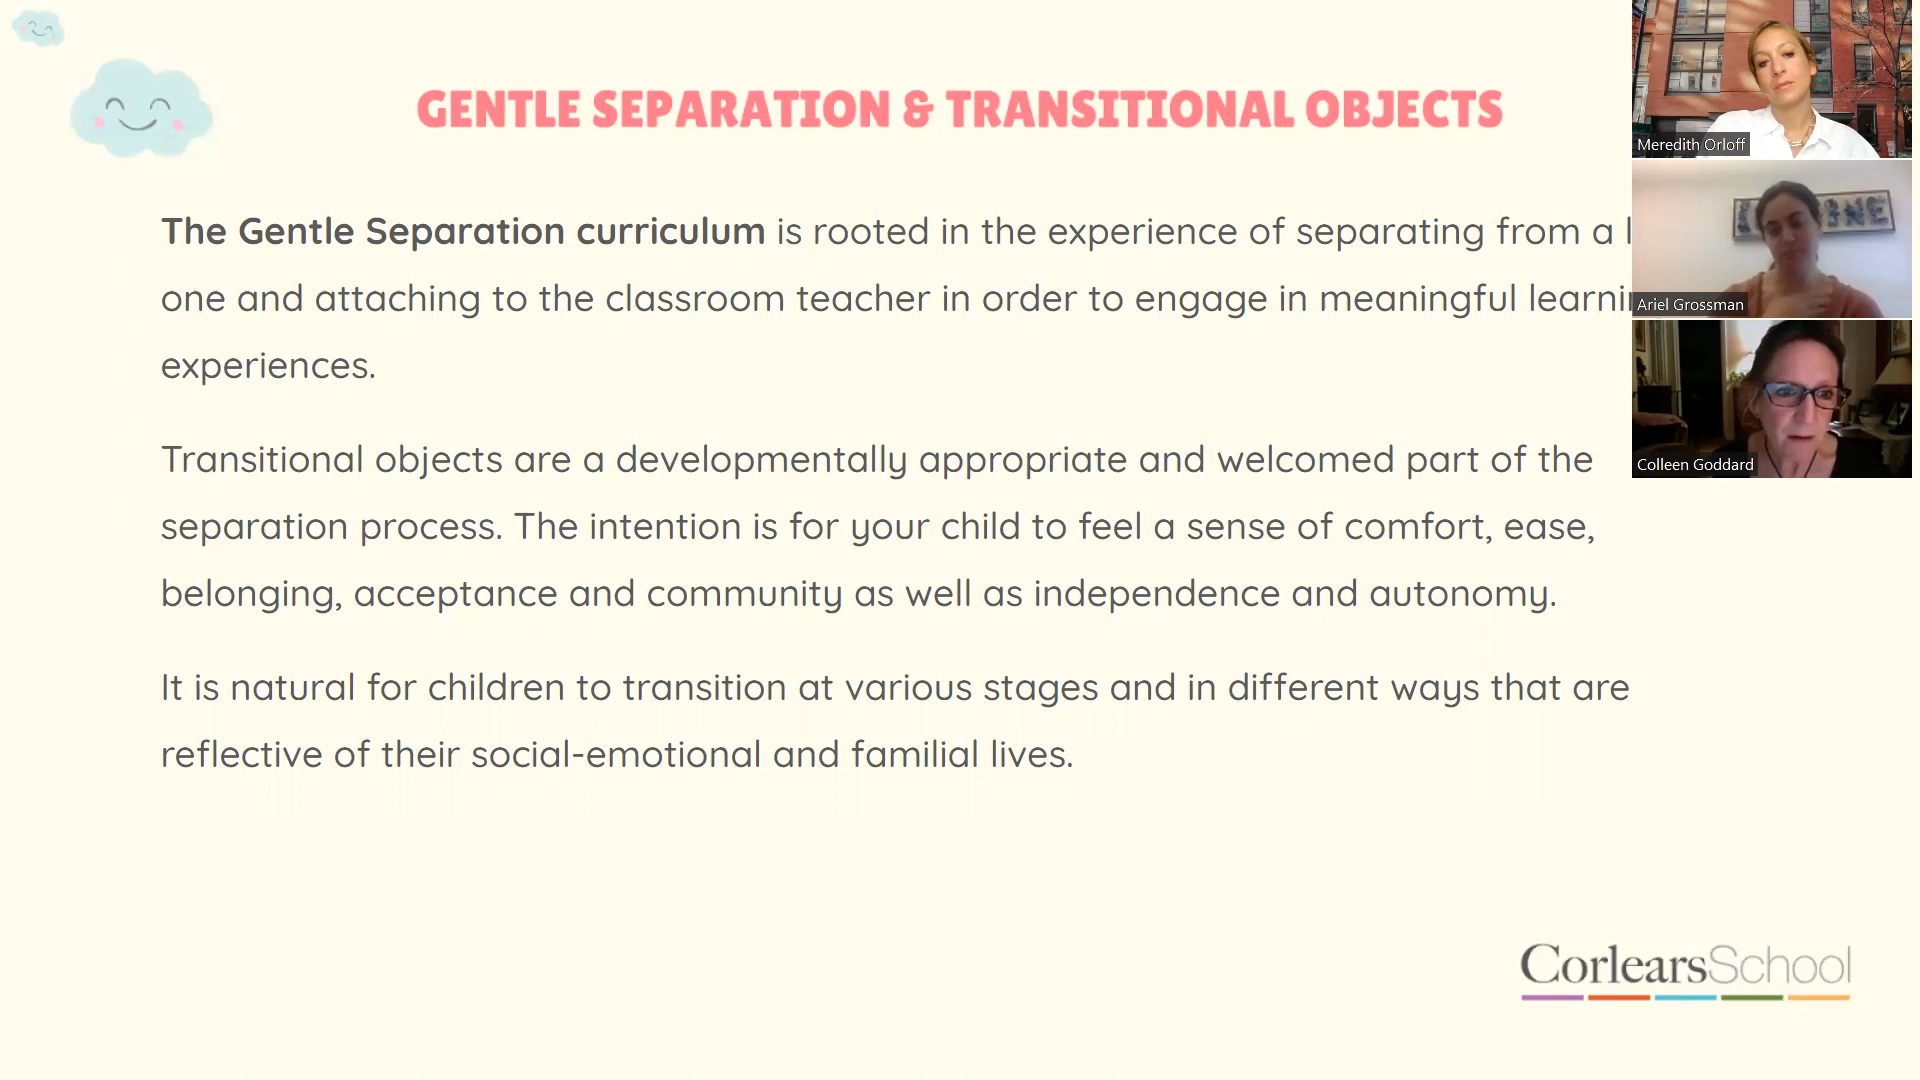 GENTLE SEPARATION & TRANSITIONAL OBJECTS
The Gentle Separation curriculum is rooted in the experience of separating from a
one and attaching to the classroom teacher in order to engage in meaningful
experiences.
Transitional objects are a developmentally appropriate and welcomed part of the
separation process. The intention is for your child to feel a sense of comfort, ease,
belonging, acceptance and community as well as independence and autonomy.
It is natural for children to transition at various stages and in different ways that are
reflective of their social-emotional and familial lives.
CorlearsSchool
Meredith Orloff
Ariel Grossman
Colleen Goddard